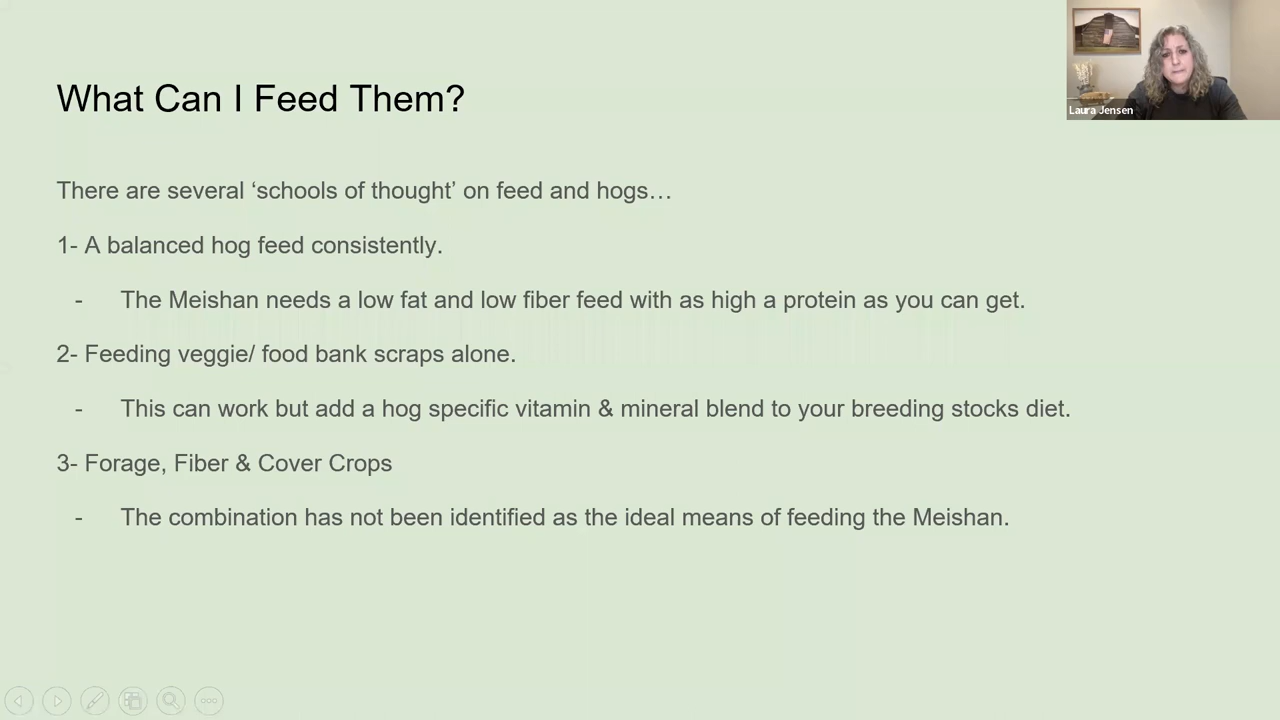 What Can I Feed Them?
Laura Jensen
There are several ‘schools of thought’ on feed and hogs…
1- A balanced hog feed consistently.
- The Meishan needs a low fat and low fiber feed with as high a protein as you can get.
2- Feeding veggie/ food bank scraps alone.
- This can work but add a hog specific vitamin & mineral blend to your breeding stocks diet.
3- Forage, Fiber & Cover Crops
- The combination has not been identified as the ideal means of feeding the Meishan.